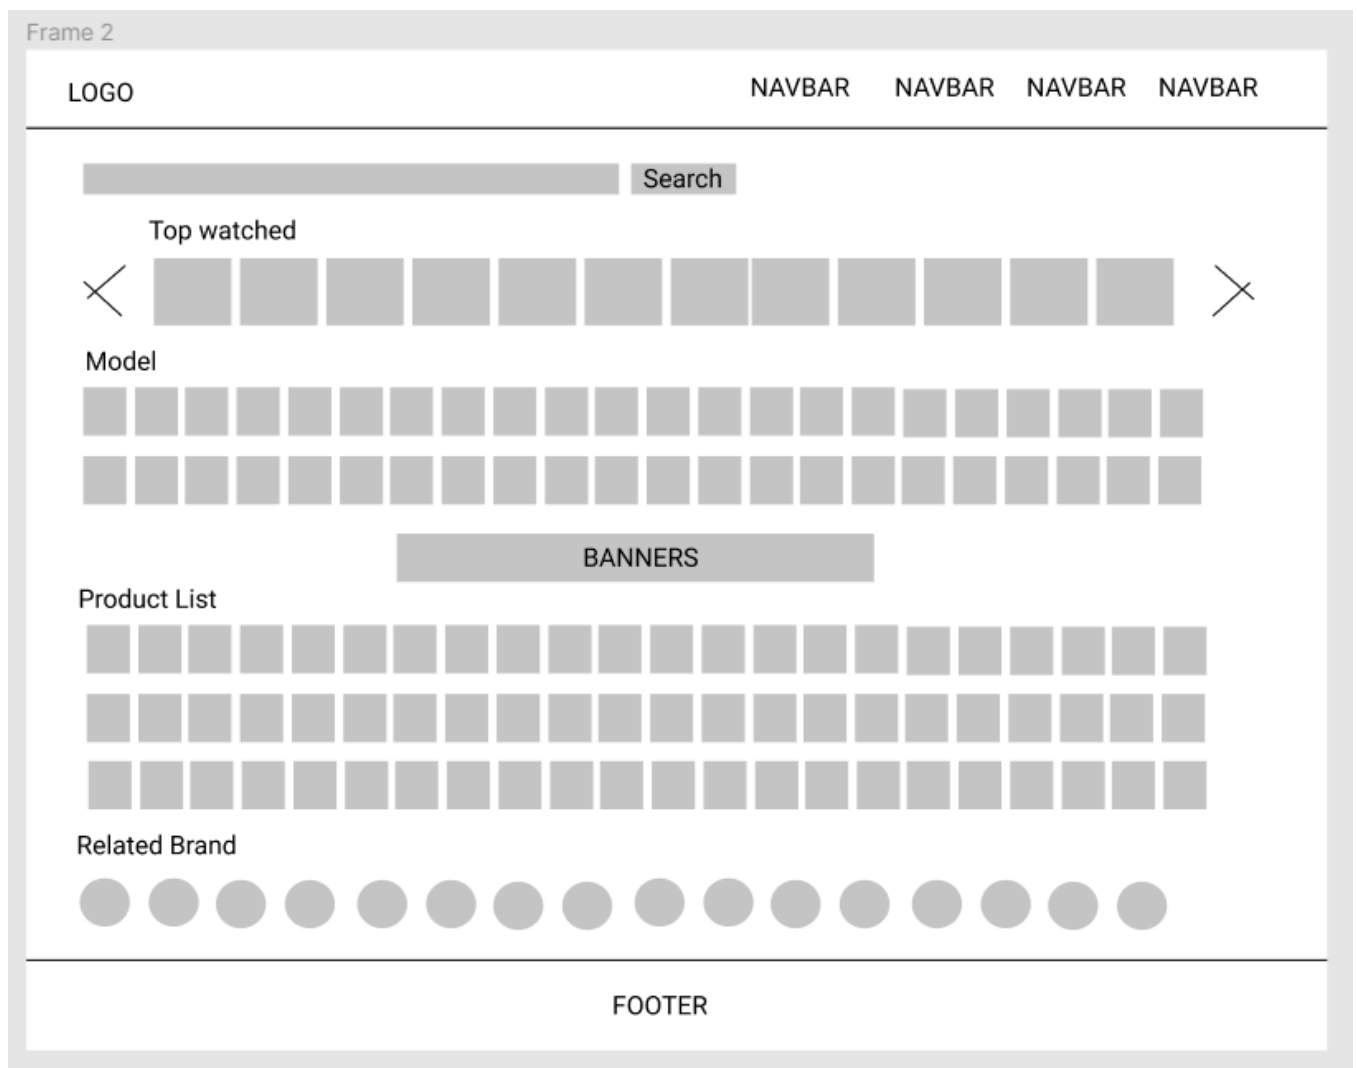 Frame 2
LOGO NAVBAR NAVBAR NAVBAR NAVBAR
Search
Top watched
Model
BANNERS
Product List
Related Brand
FOOTER